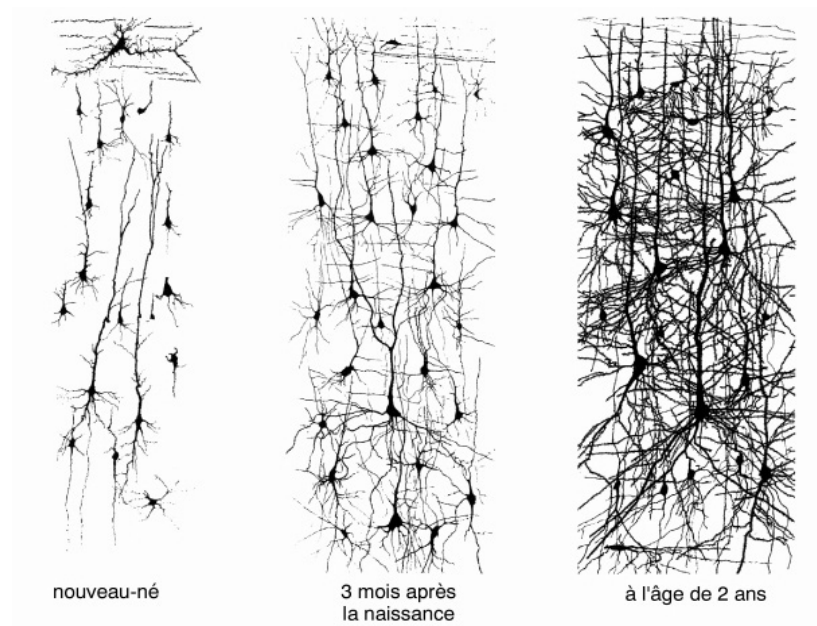 nouveau-né
3 mois après
la naissance
à l'âge de 2 ans